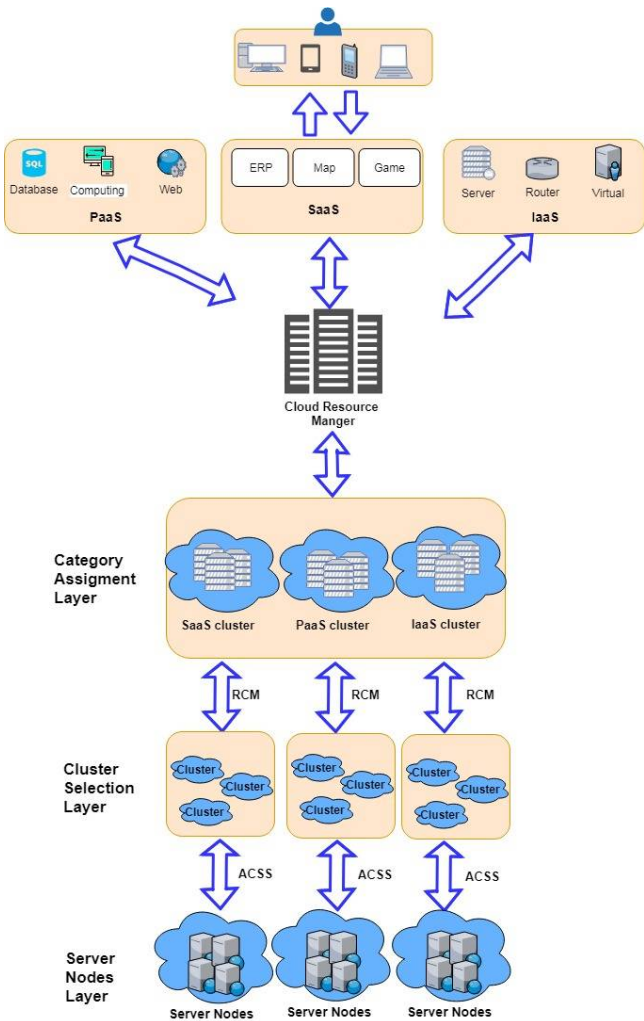 SQL
Database
Computing
Web
PaaS
ERP
Map
Game
SaaS
Server
Router
Virtual
IaaS
Cloud Resource
Manger
Category
Assigment
Layer
SaaS cluster
PaaS cluster
IaaS cluster
RCM
RCM
RCM
Cluster
Selection
Layer
Cluster
Cluster
Cluster
Cluster
Cluster
Cluster
Cluster
Cluster
Cluster
ACSS
ACSS
ACSS
Server
Nodes
Layer
Server Nodes
Server Nodes
Server Nodes